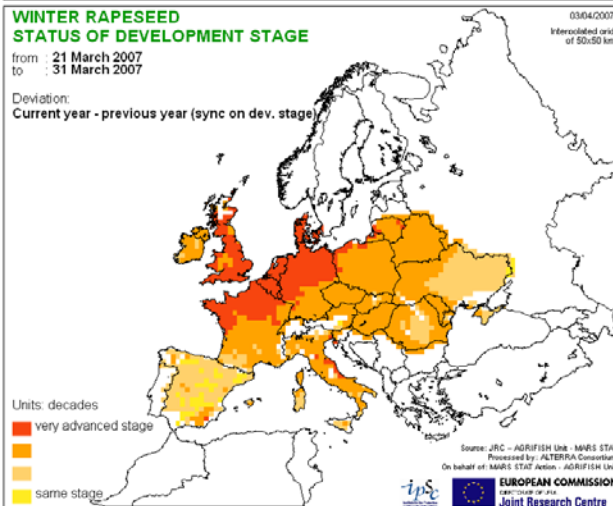 WINTER RAPESEED
STATUS OF DEVELOPMENT STAGE
03/04/2007
Interpolated grid
of 50x50 km
from : 21 March 2007
to : 31 March 2007
Deviation:
Current year - previous year (sync on dev. stage)
Units: decades
very advanced stage
same stage
Source: JRC - AGRIFISH Unit - MARS STA
Processed by: ALTERRA Consortium
On behalf of: MARS STAT Action - AGRIFISH Uni
ipsc
EUROPEAN COMMISSION
Joint Research Centre